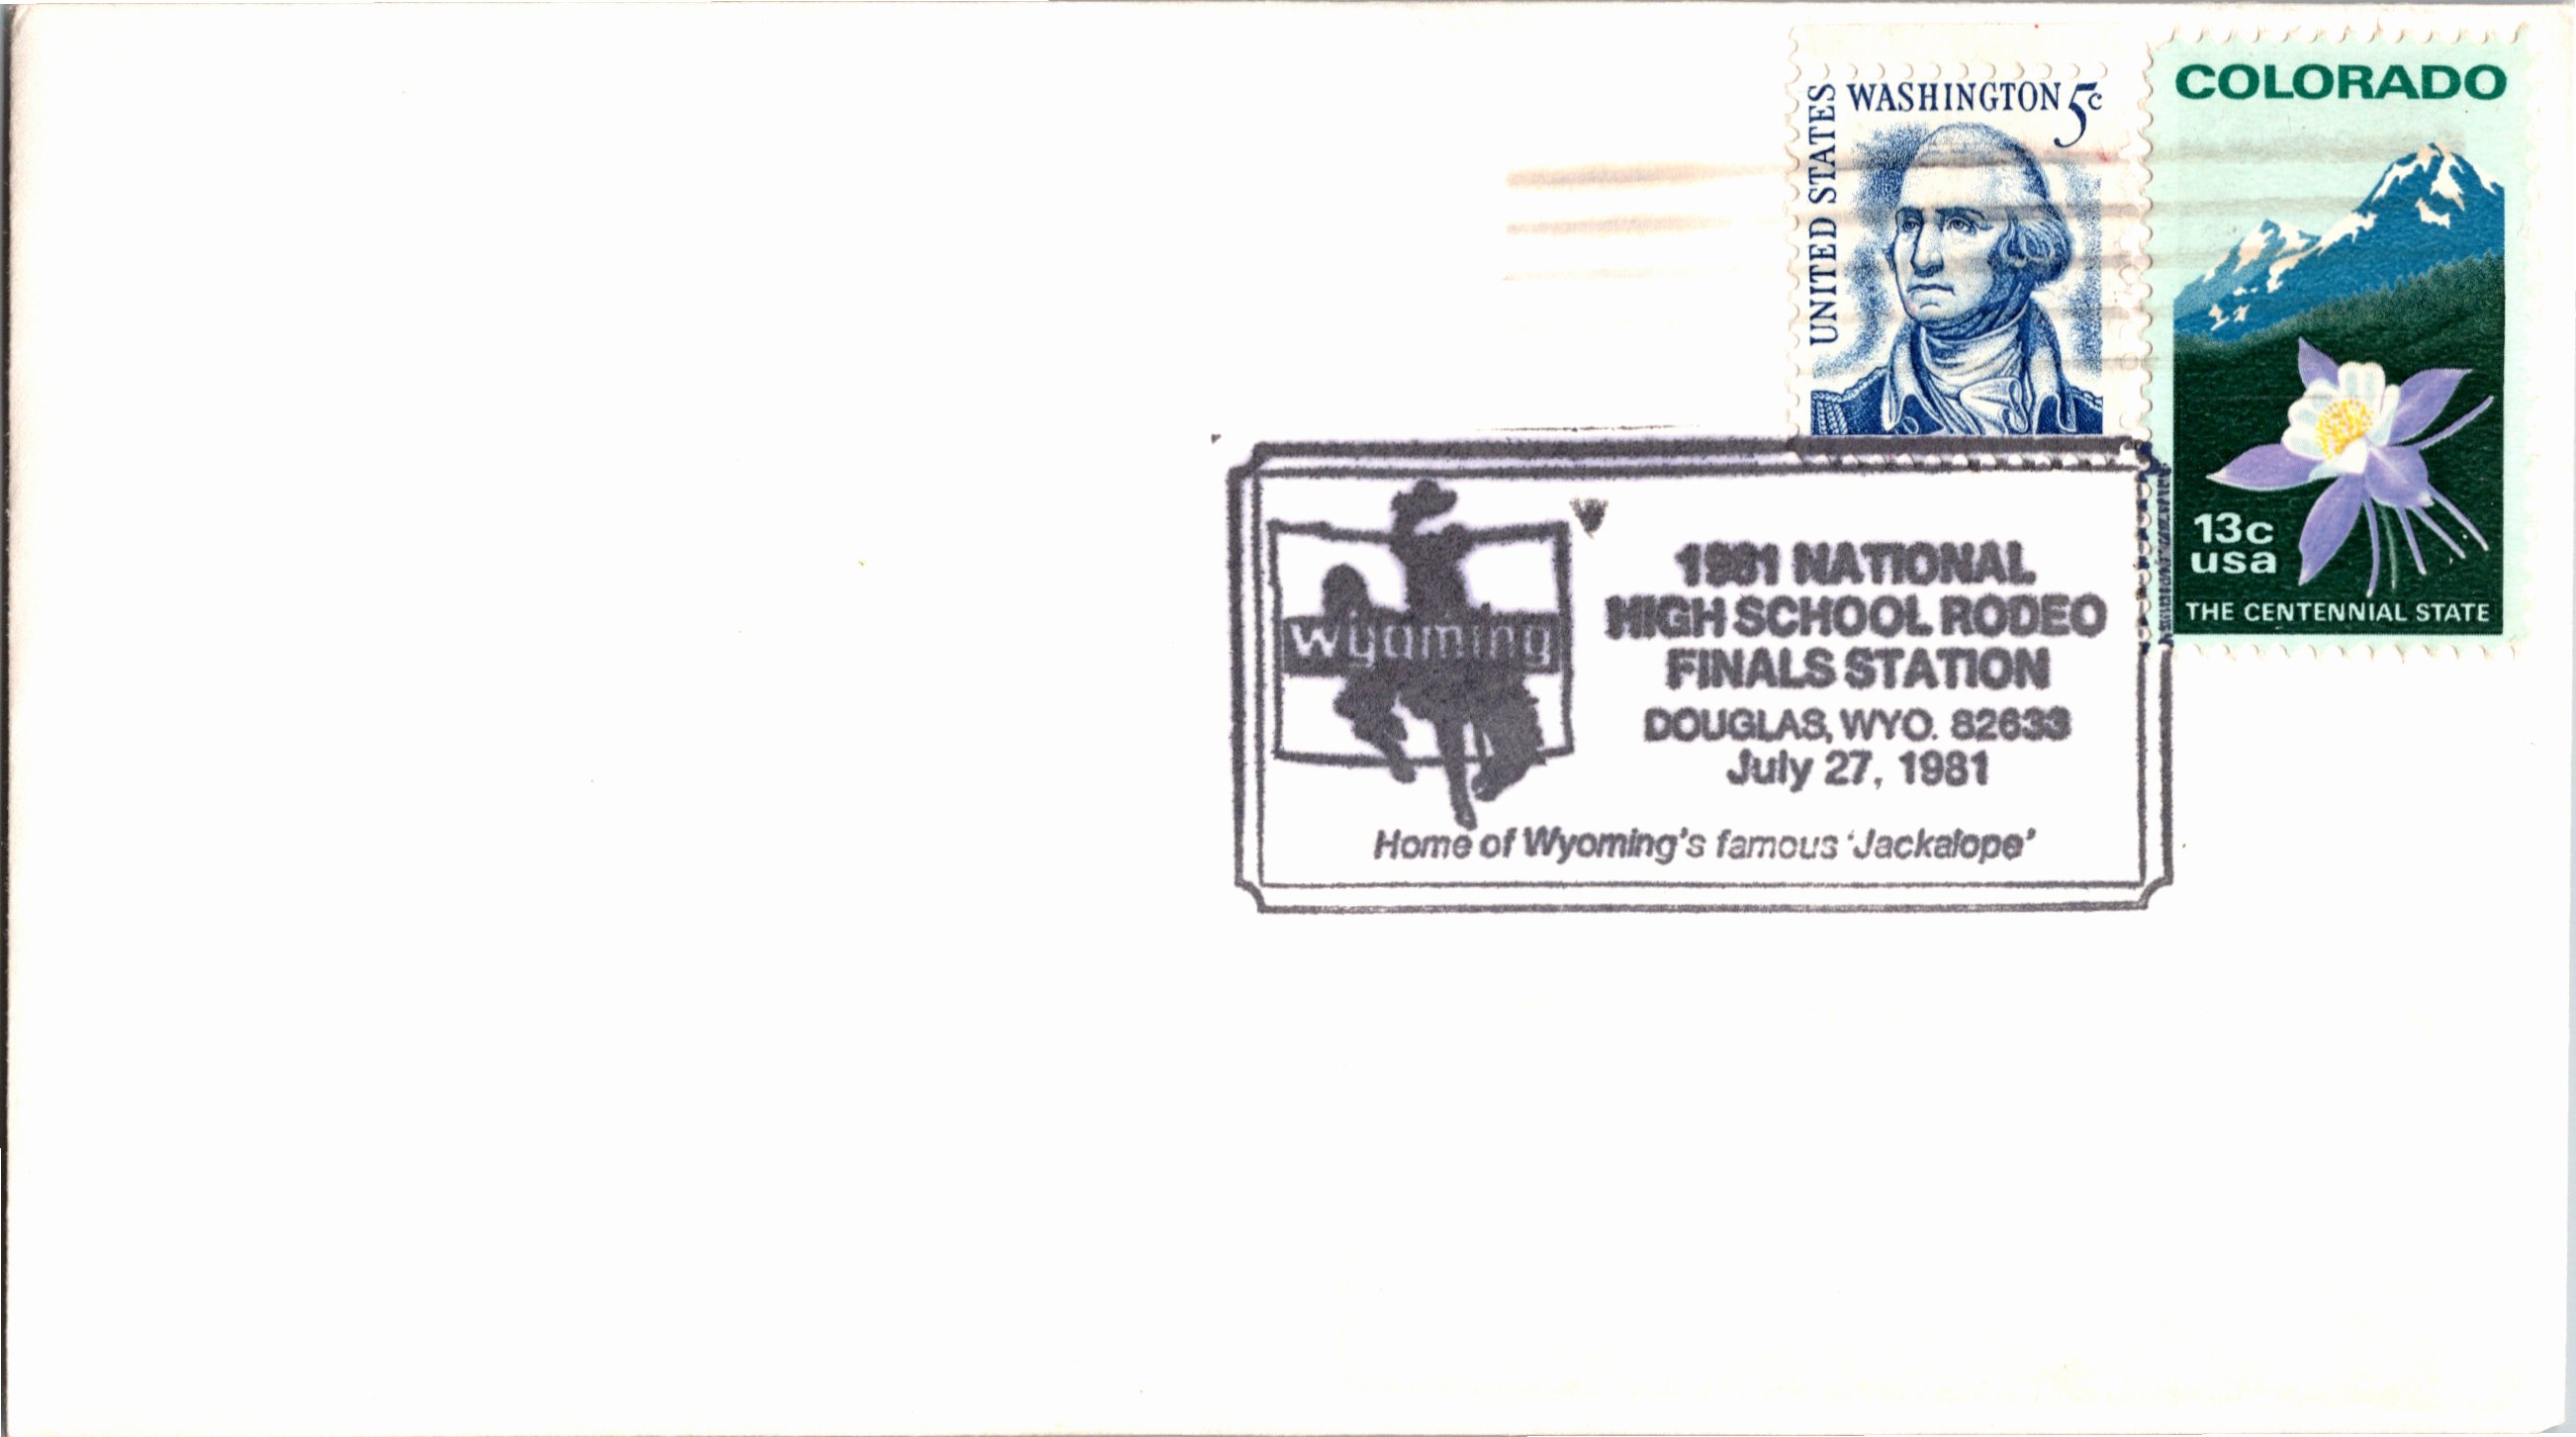 WASHINGTON 5c
UNITED STATES
COLORADO
13c
usa
THE CENTENNIAL STATE
wyoming
1981 NATIONAL
HIGH SCHOOL RODEO
FINALS STATION
DOUGLAS, WYO. 82633
July 27, 1981
Home of Wyoming's famous 'Jackalope'